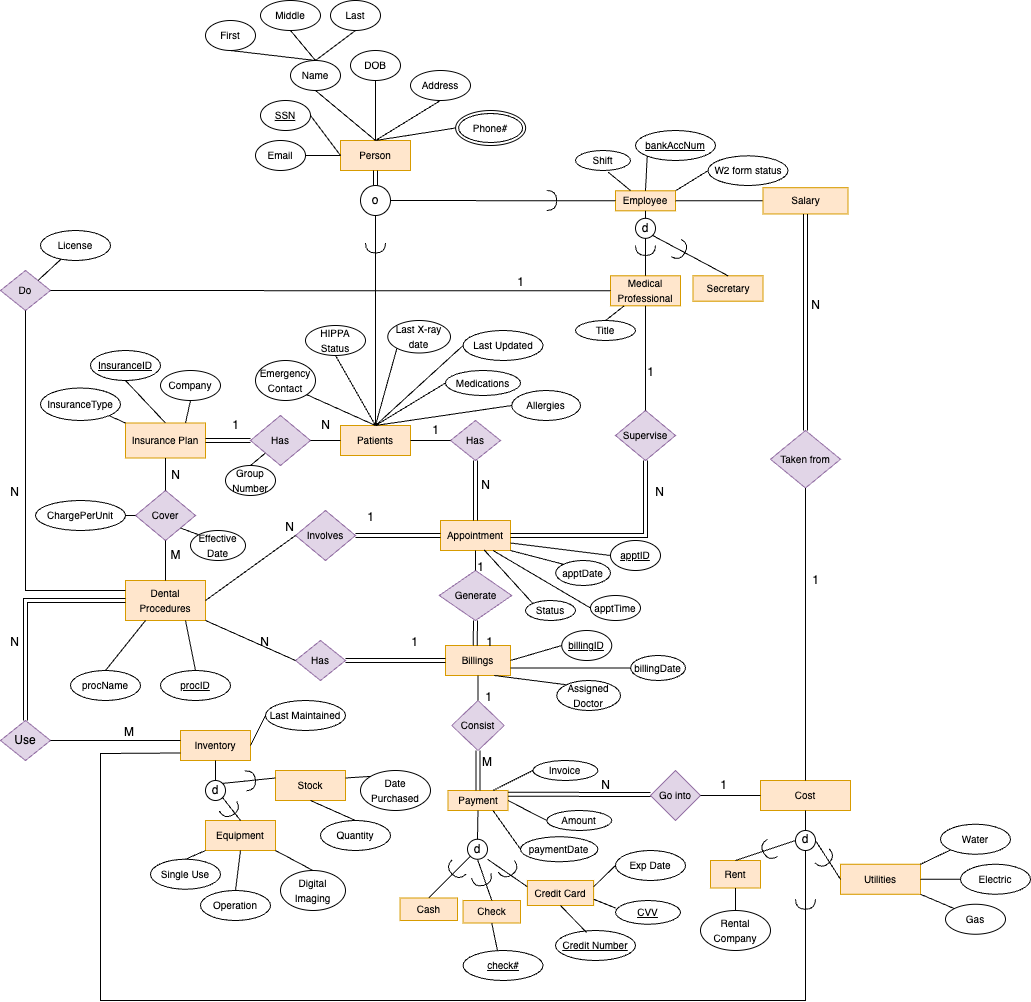 Middle
Last
First
Name
DOB
Address
SSN
Phone#
Email
Person
bankAccNum
Shift
W2 form status
o
Employee
Salary
d
License
Do
1
Medical
Professional
Secretary
N
Title
HIPPA
Status
Last X-ray
date
Last Updated
InsuranceID
Company
Emergency
Contact
Medications
1
InsuranceType
Allergies
1
N
1
Insurance Plan
Has
Patients
Has
Supervise
Taken from
N
Group
Number
N
N
N
ChargePerUnit
Cover
1
N
Involves
Appointment
Effective
Date
M
apptID
1
apptDate
1
Dental
Procedures
Generate
Status
apptTime
N
N
1
1
billingID
Has
Billings
billingDate
procName
procID
Assigned
Doctor
1
Last Maintained
Consist
Use
M
Inventory
M
Invoice
Stock
Date
Purchased
N
1
d
Payment
Go into
Cost
Amount
Equipment
Quantity
d
paymentDate
d
Water
Single Use
Exp Date
Rent
Utilities
Electric
Digital
Imaging
Credit Card
Operation
Cash
Check
CVV
Gas
Rental
Company
Credit Number
check#